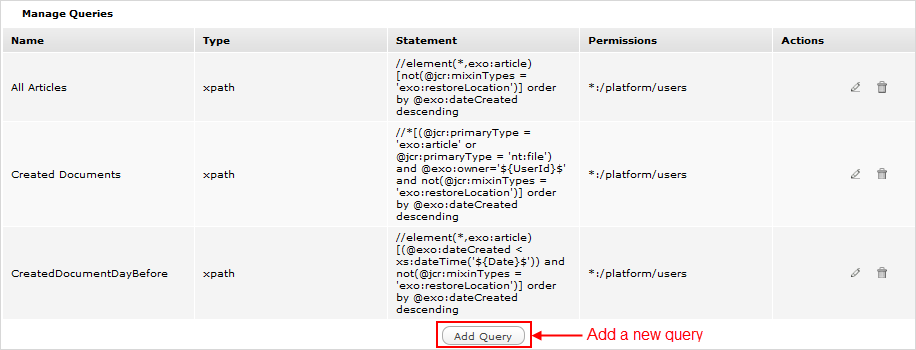 Manage Queries
Name Type Statement Permissions Actions
//element(*,exo:article)
[not(@jcr:mixinTypes =
All Articles xpath 'exo:restoreLocation')] order *:/platform/users
by @exo:dateCreated
descending
//*[(@jcr:primaryType =
'exo:article' or
@jcr:primaryType = 'nt:file')
Created Documents xpath and @exo:owner='${UserId}$' *:/platform/users
and not(@jcr:mixinTypes =
'exo:restoreLocation')] order
by @exo:dateCreated
descending
//element(*,exo:article)
[(@exo:dateCreated <
xs:dateTime('${Date}$')) and
CreatedDocumentDayBefore xpath not(@jcr:mixinTypes = *:/platform/users
'exo:restoreLocation')] order
by @exo:dateCreated
descending
Add Query Add a new query